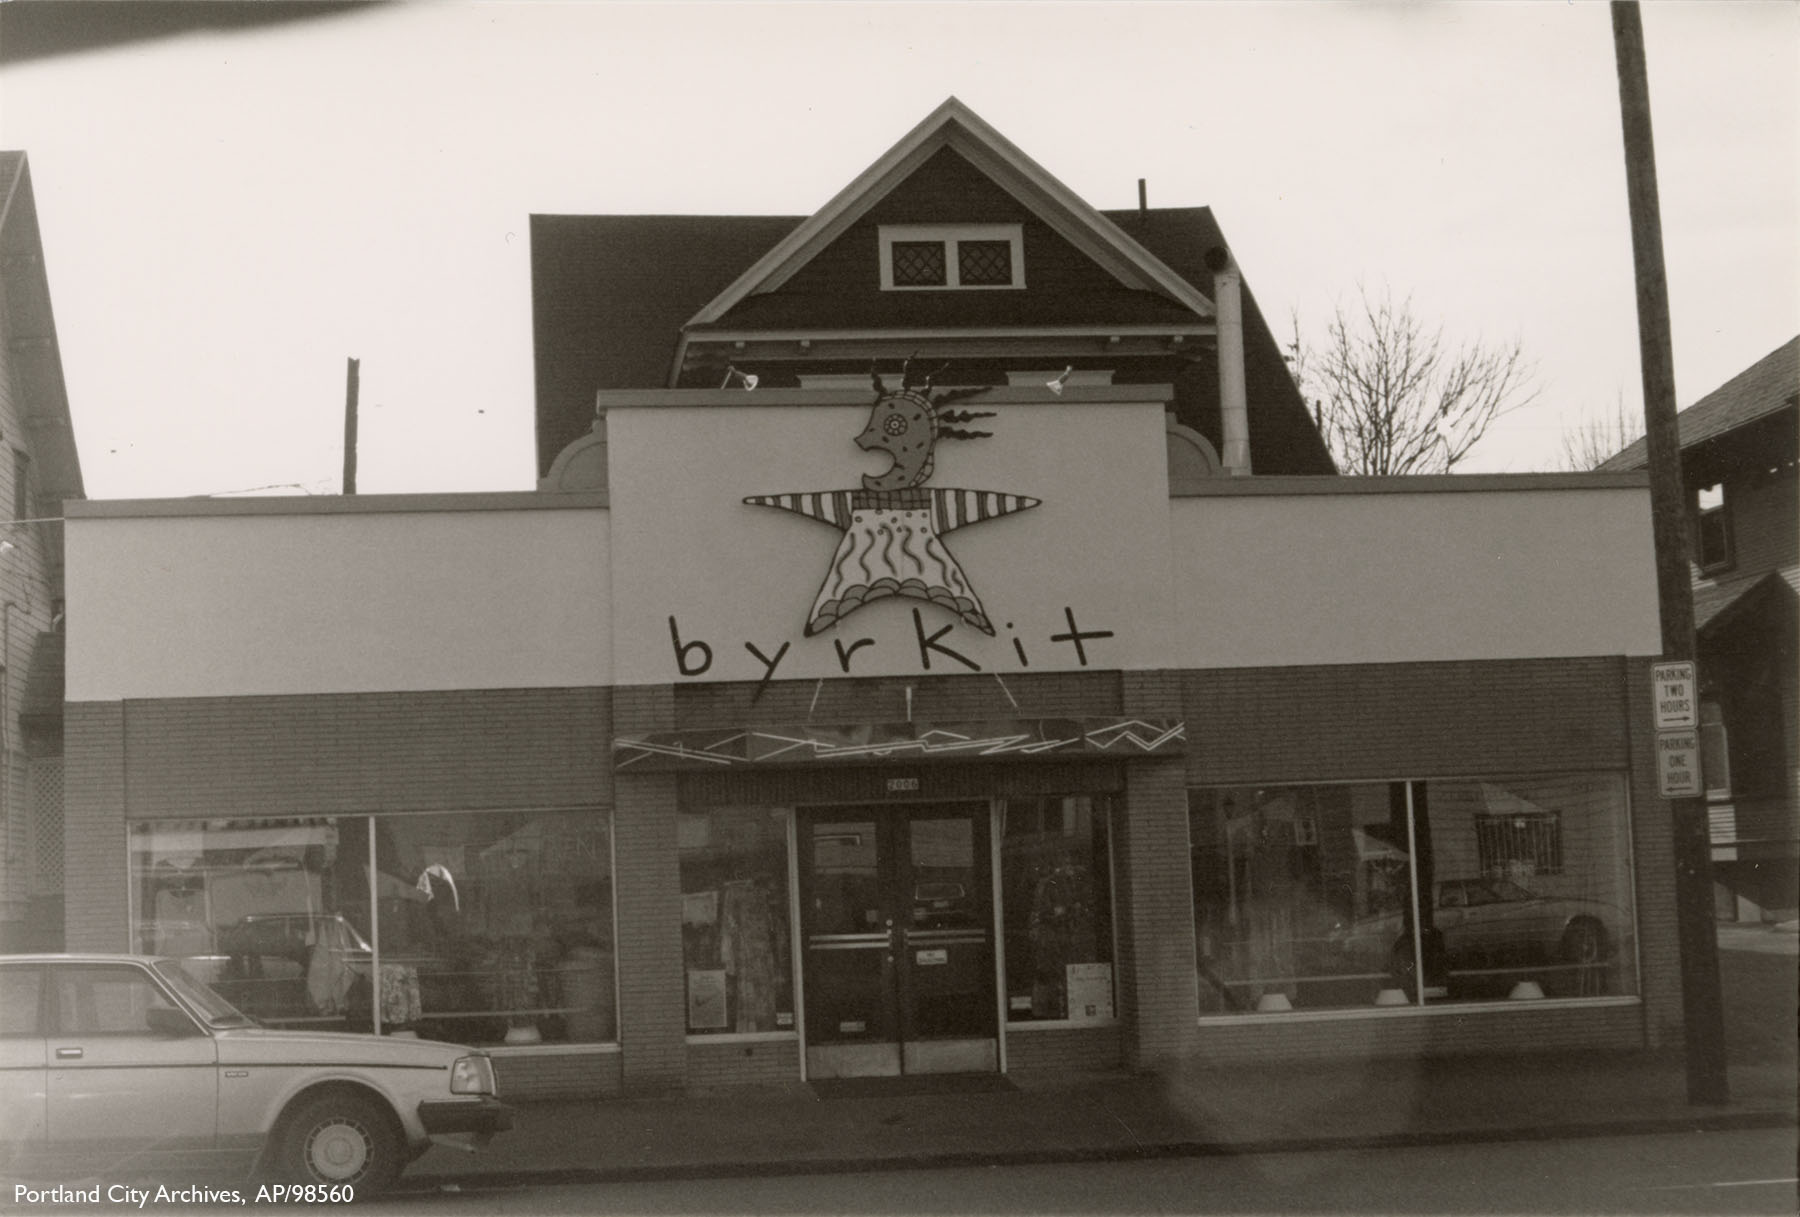 byrkit
2006
PARKING
TWO
HOURS
PARKING
ONE
HOUR
Portland City Archives, AP/98560